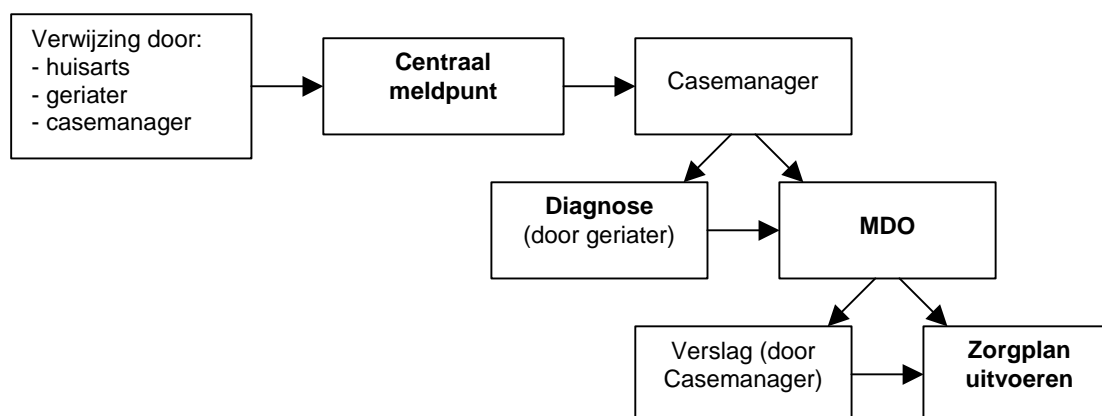 Verwijzing door:
- huisarts
- geriater
- casemanager
Centraal
meldpunt
Casemanager
Diagnose
(door geriater)
MDO
Verslag (door
Casemanager)
Zorgplan
uitvoeren